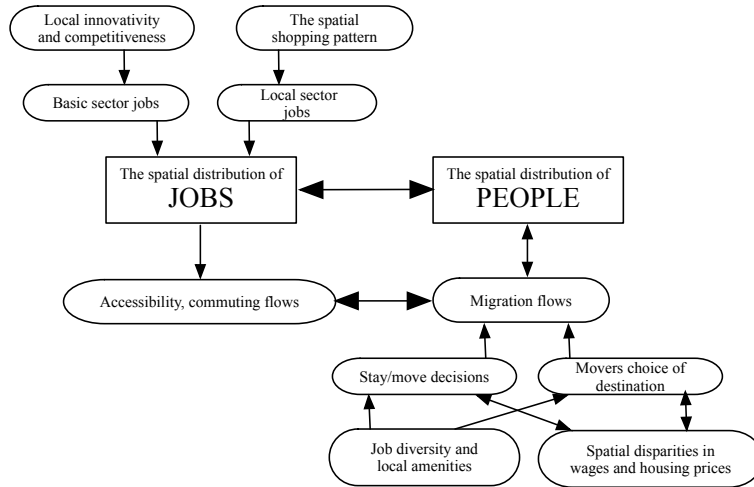 Local innovativity
and competitiveness
The spatial
shopping pattern
Basic sector jobs
Local sector
jobs
The spatial distribution of
JOBS
The spatial distribution of
PEOPLE
Accessibility, commuting flows
Migration flows
Stay/move decisions
Movers choice of
destination
Job diversity and
local amenities
Spatial disparities in
wages and housing prices